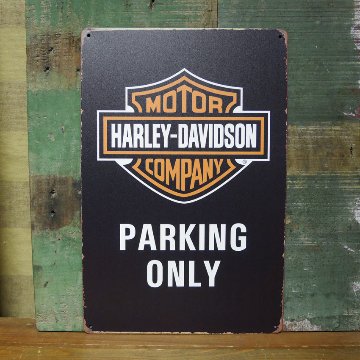 MOTOR
HARLEY-DAVIDSON
COMPANY
®
PARKING
ONLY